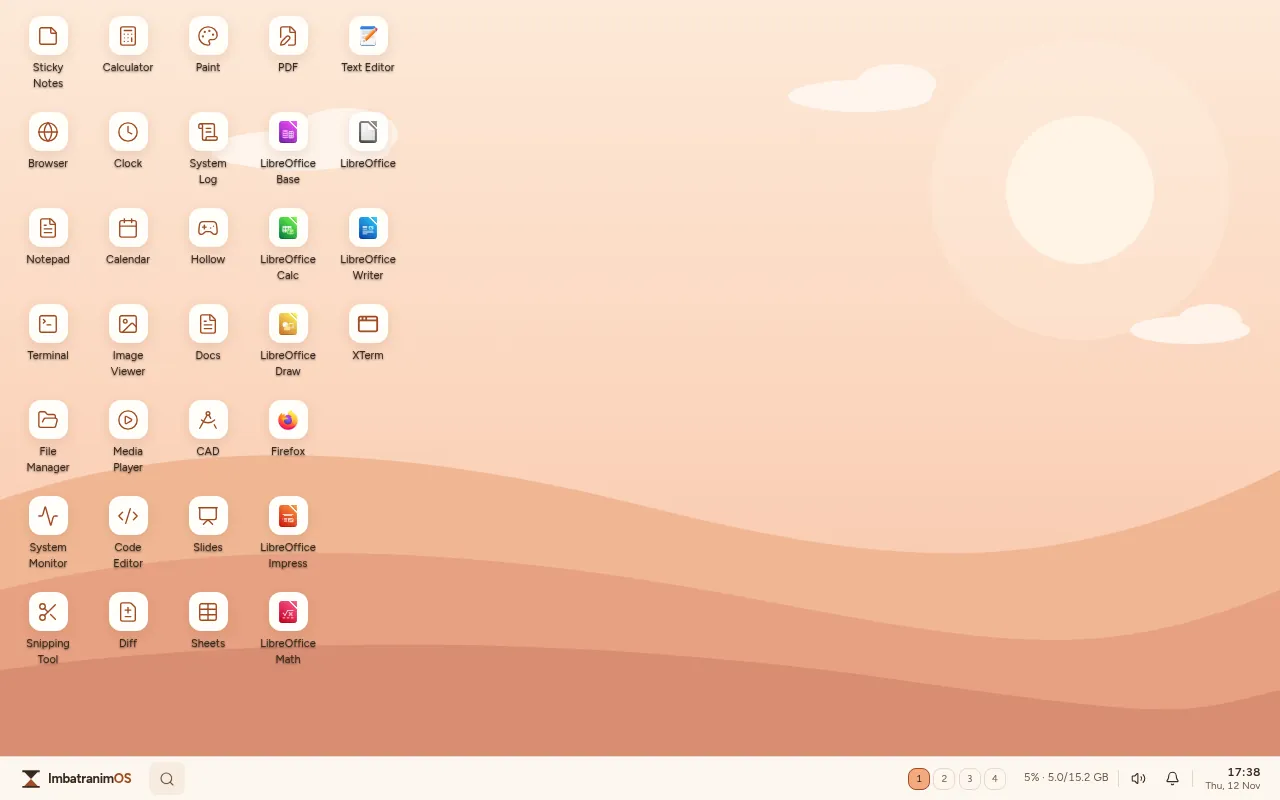 Sticky
Notes
Calculator
Paint
PDF
Text Editor
Browser
Clock
System
Log
LibreOffice
Base
LibreOffice
Notepad
Calendar
Hollow
LibreOffice
Calc
LibreOffice
Writer
Terminal
Image
Viewer
Docs
LibreOffice
Draw
XTerm
File
Manager
Media
Player
CAD
Firefox
System
Monitor
Code
Editor
Slides
LibreOffice
Impress
Snipping
Tool
Diff
Sheets
LibreOffice
Math
ImbatranimOS
1 2 3 4
5% · 5.0/15.2 GB
17:38
Thu, 12 Nov